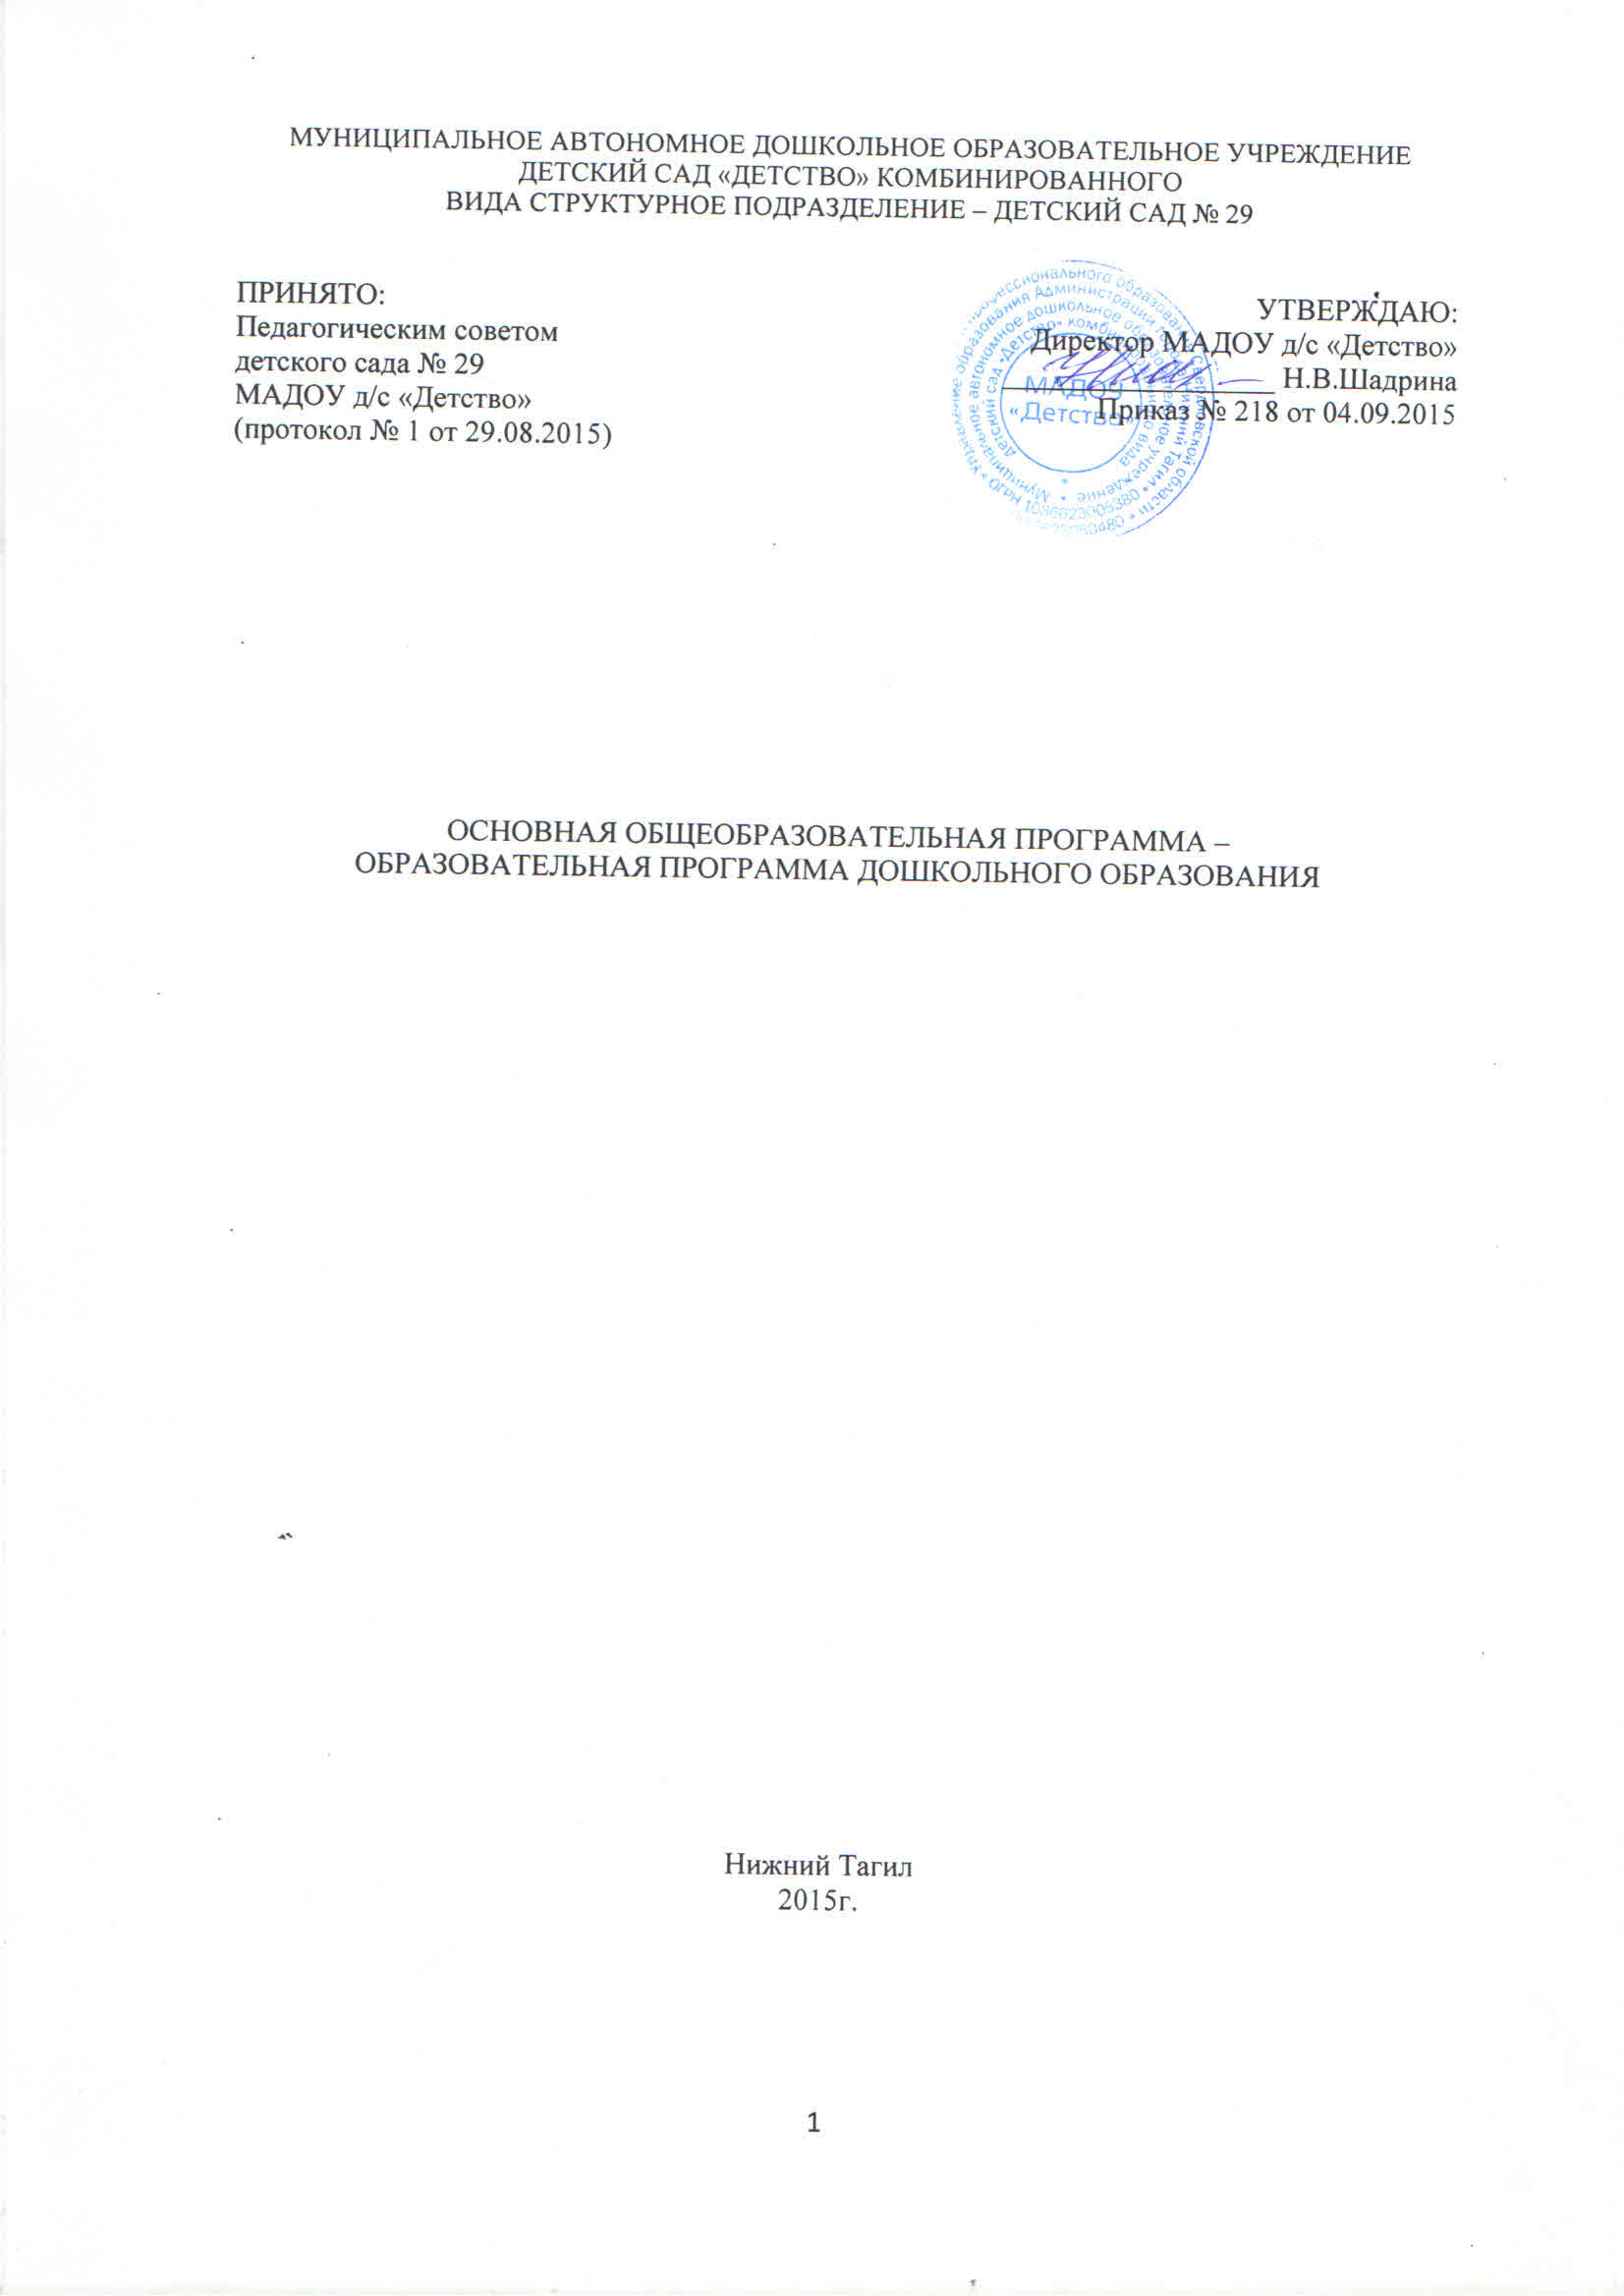 МУНИЦИПАЛЬНОЕ АВТОНОМНОЕ ДОШКОЛЬНОЕ ОБРАЗОВАТЕЛЬНОЕ УЧРЕЖДЕНИЕ
ДЕТСКИЙ САД «ДЕТСТВО» КОМБИНИРОВАННОГО
ВИДА СТРУКТУРНОЕ ПОДРАЗДЕЛЕНИЕ – ДЕТСКИЙ САД № 29
ПРИНЯТО:
Педагогическим советом
детского сада № 29
МАДОУ д/с «Детство»
(протокол № 1 от 29.08.2015)
УТВЕРЖДАЮ:
Директор МАДОУ д/с «Детство»
Н.В.Шадрина
Приказ № 218 от 04.09.2015
МАДОУ
«Детство»
ОСНОВНАЯ ОБЩЕОБРАЗОВАТЕЛЬНАЯ ПРОГРАММА –
ОБРАЗОВАТЕЛЬНАЯ ПРОГРАММА ДОШКОЛЬНОГО ОБРАЗОВАНИЯ
Нижний Тагил
2015г.
1